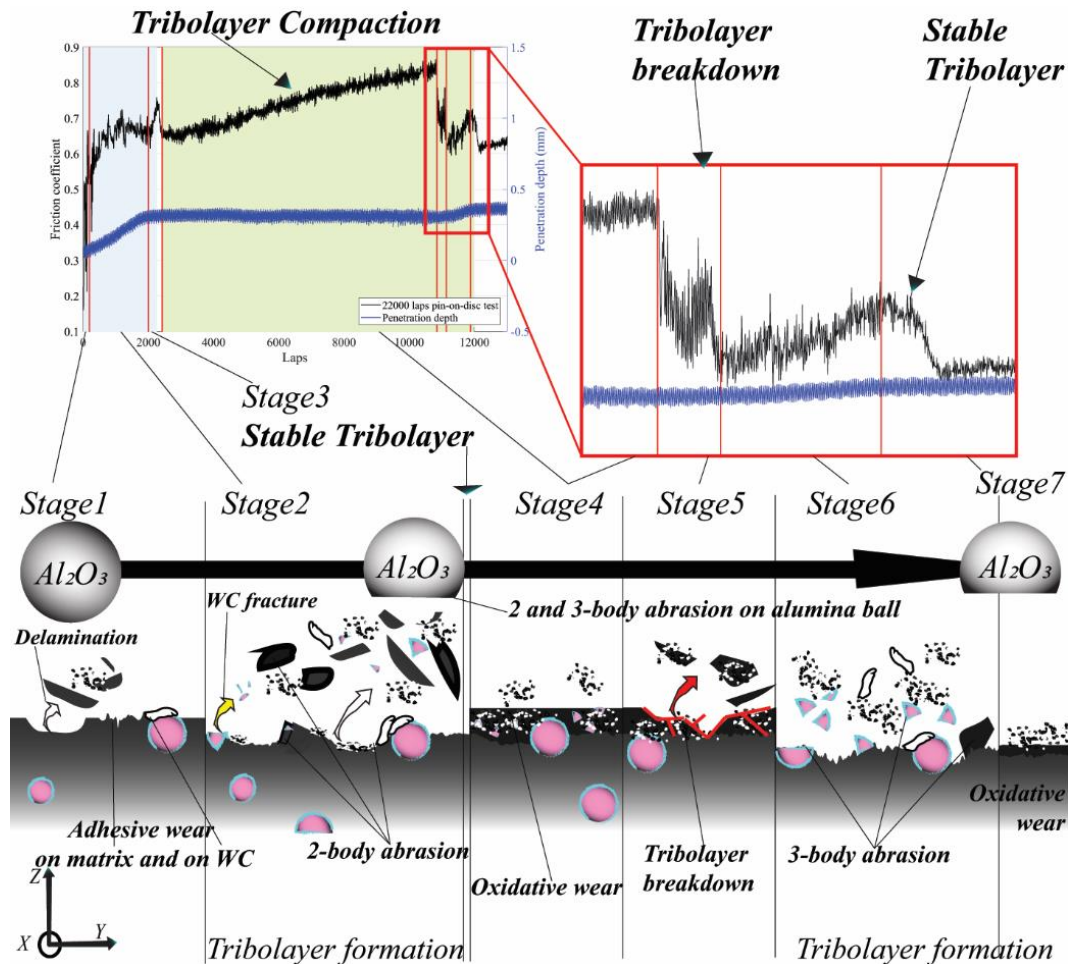 Tribolayer Compaction
Tribolayer
breakdown
Stable
Tribolayer
0.9
0.8
0.7
0.6
0.5
0.4
0.3
0.2
0.1
Friction coefficient
1.5
1
0.5
0
-0.5
Penetration depth (mm)
22000 laps pin-on-disc test
Penetration depth
0
2000
4000
6000
8000
10000
12000
Laps
Stage3
Stable Tribolayer
Stage1
Stage2
Stage4
Stage5
Stage6
Stage7
Al₂O₃
Al₂O₃
Al₂O₃
WC fracture
2 and 3-body abrasion on alumina ball
Delamination
Adhesive wear
on matrix and on WC
2-body abrasion
Oxidative wear
Tribolayer
breakdown
3-body abrasion
Oxidative
wear
Z
X
Y
Tribolayer formation
Tribolayer formation